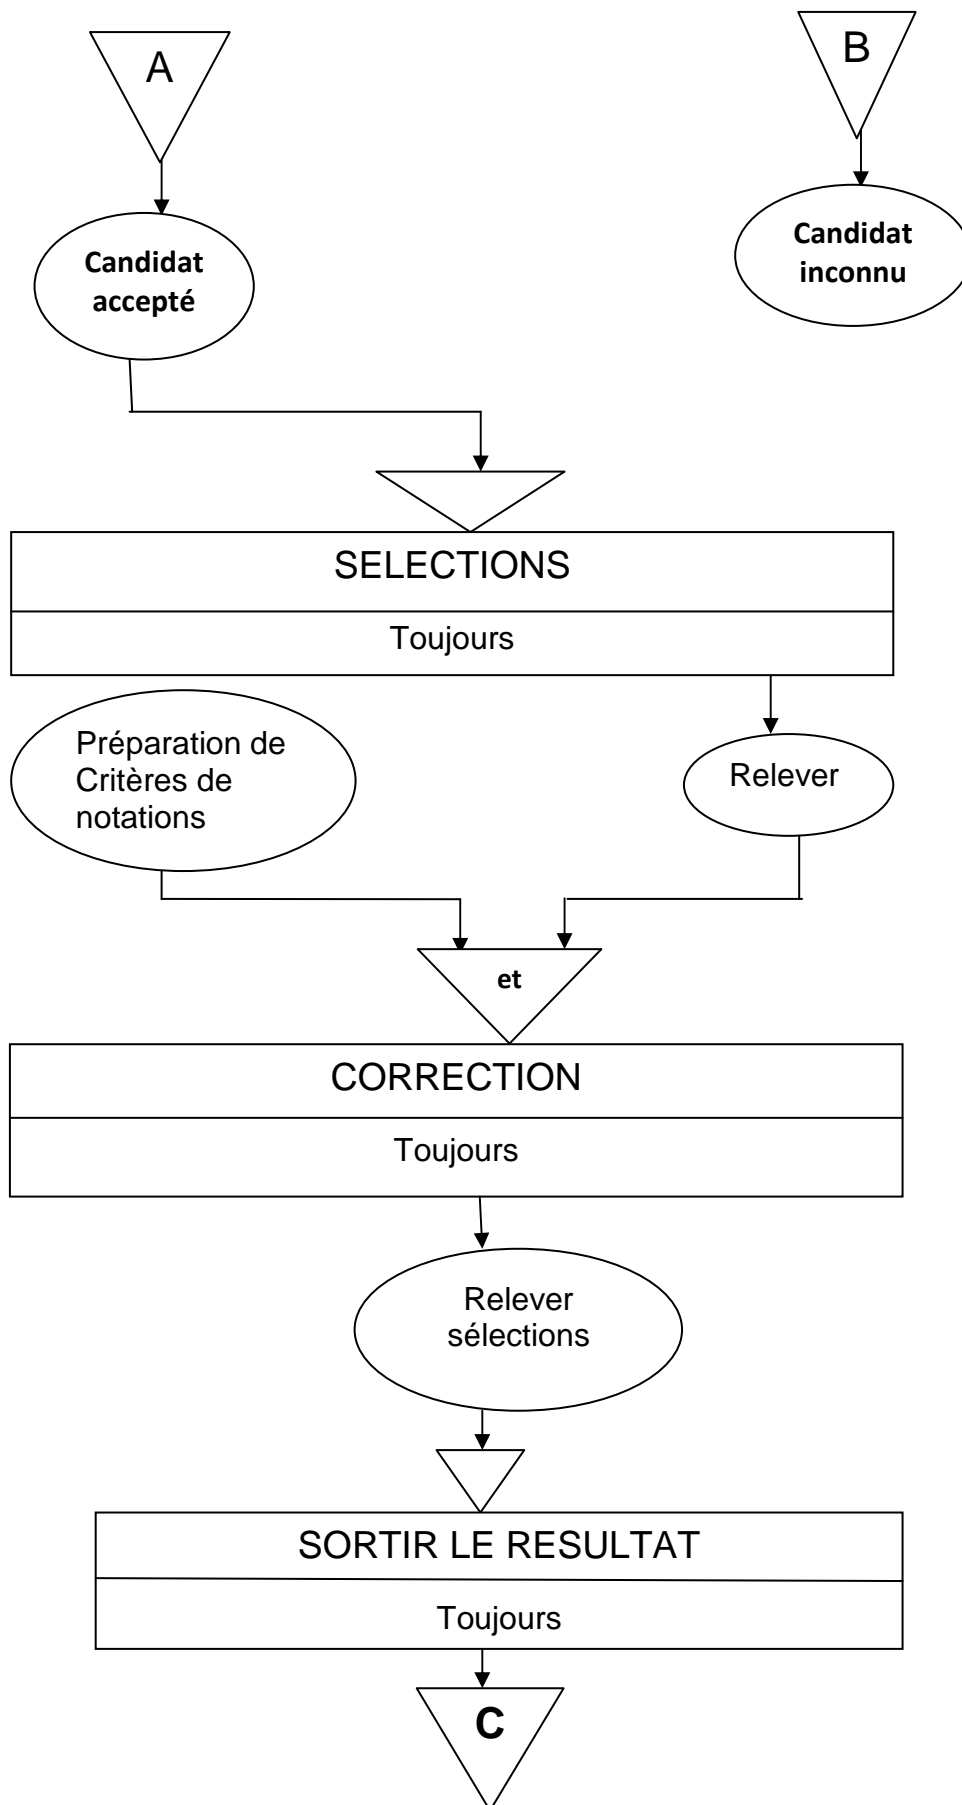 A
B
Candidat
accepté
Candidat
inconnu
SELECTIONS
Toujours
Préparation de
Critères de
notations
Relever
et
CORRECTION
Toujours
Relever
sélections
SORTIR LE RESULTAT
Toujours
C